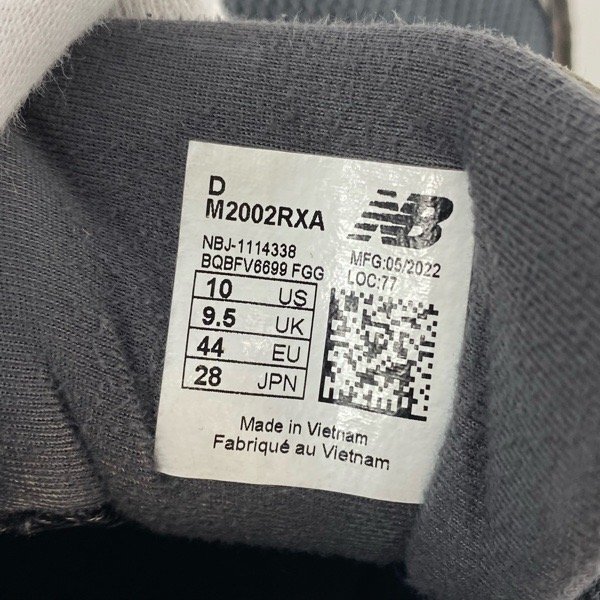 D
M2002RXA
NB
NBJ-1114338
BQBFV6699 FGG
MFG:05/2022
LOC:77
10 US
9.5 UK
44 EU
28 JPN
Made in Vietnam
Fabriqué au Vietnam